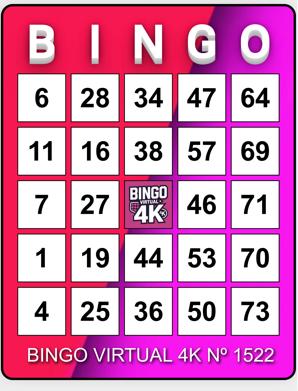 BINGO
6 28 34 47 64
11 16 38 57 69
7 27 BINGO VIRTUAL 4K 46 71
1 19 44 53 70
4 25 36 50 73
BINGO VIRTUAL 4K Nº 1522